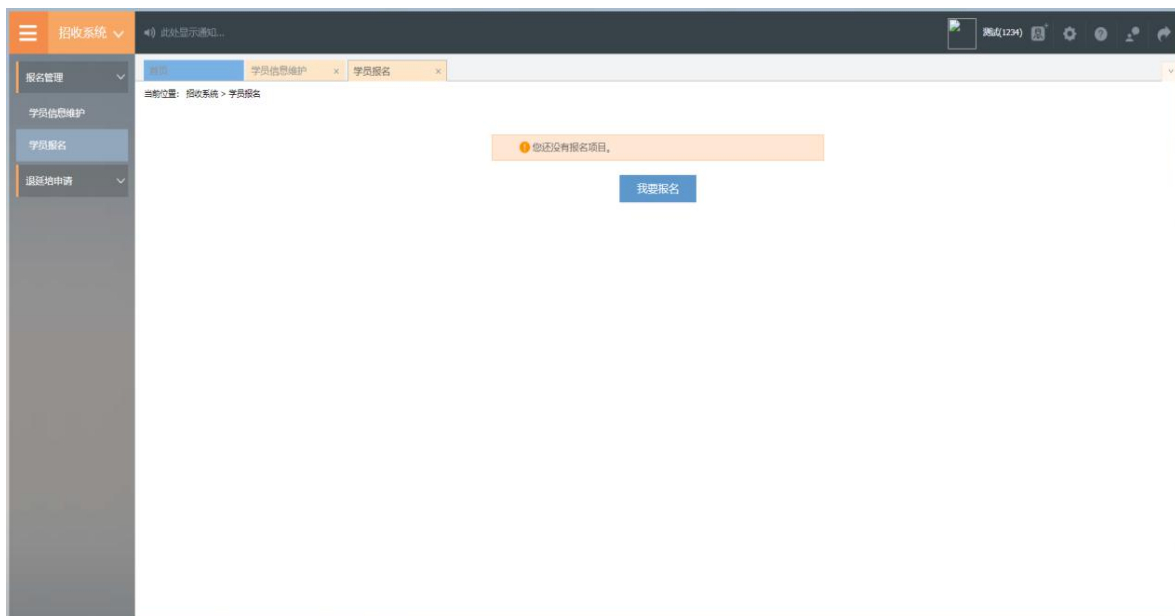 招收系统
此处显示通知...
测试(1234)
报名管理
学员信息维护
学员报名
退延培申请
首页
学员信息维护 ×
学员报名 ×
当前位置： 招收系统 > 学员报名
您还没有报名项目。
我要报名